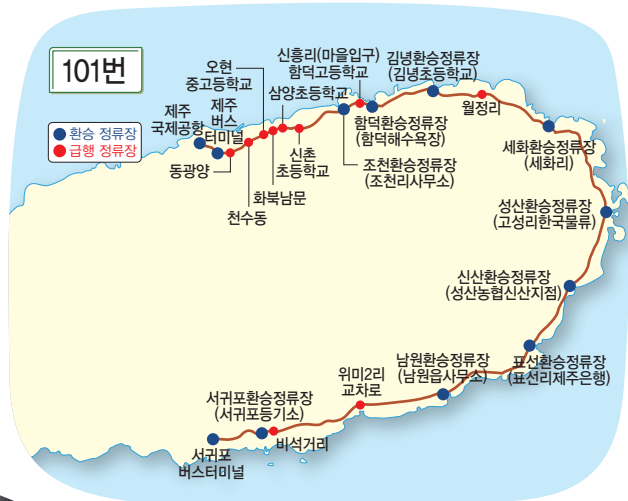 101번
환승 정류장
급행 정류장
제주
국제공항
제주
버스
터미널
동광양
천수동
오현
중고등학교
화북남문
삼양초등학교
신촌
초등학교
조천환승정류장
(조천리사무소)
신흥리(마을입구)
함덕고등학교
함덕환승정류장
(함덕해수욕장)
김녕환승정류장
(김녕초등학교)
월정리
세화환승정류장
(세화리)
성산환승정류장
(고성리한국물류)
신산환승정류장
(성산농협신산지점)
표선환승정류장
(표선리제주은행)
남원환승정류장
(남원읍사무소)
위미2리
교차로
비석거리
서귀포환승정류장
(서귀포등기소)
서귀포
버스터미널